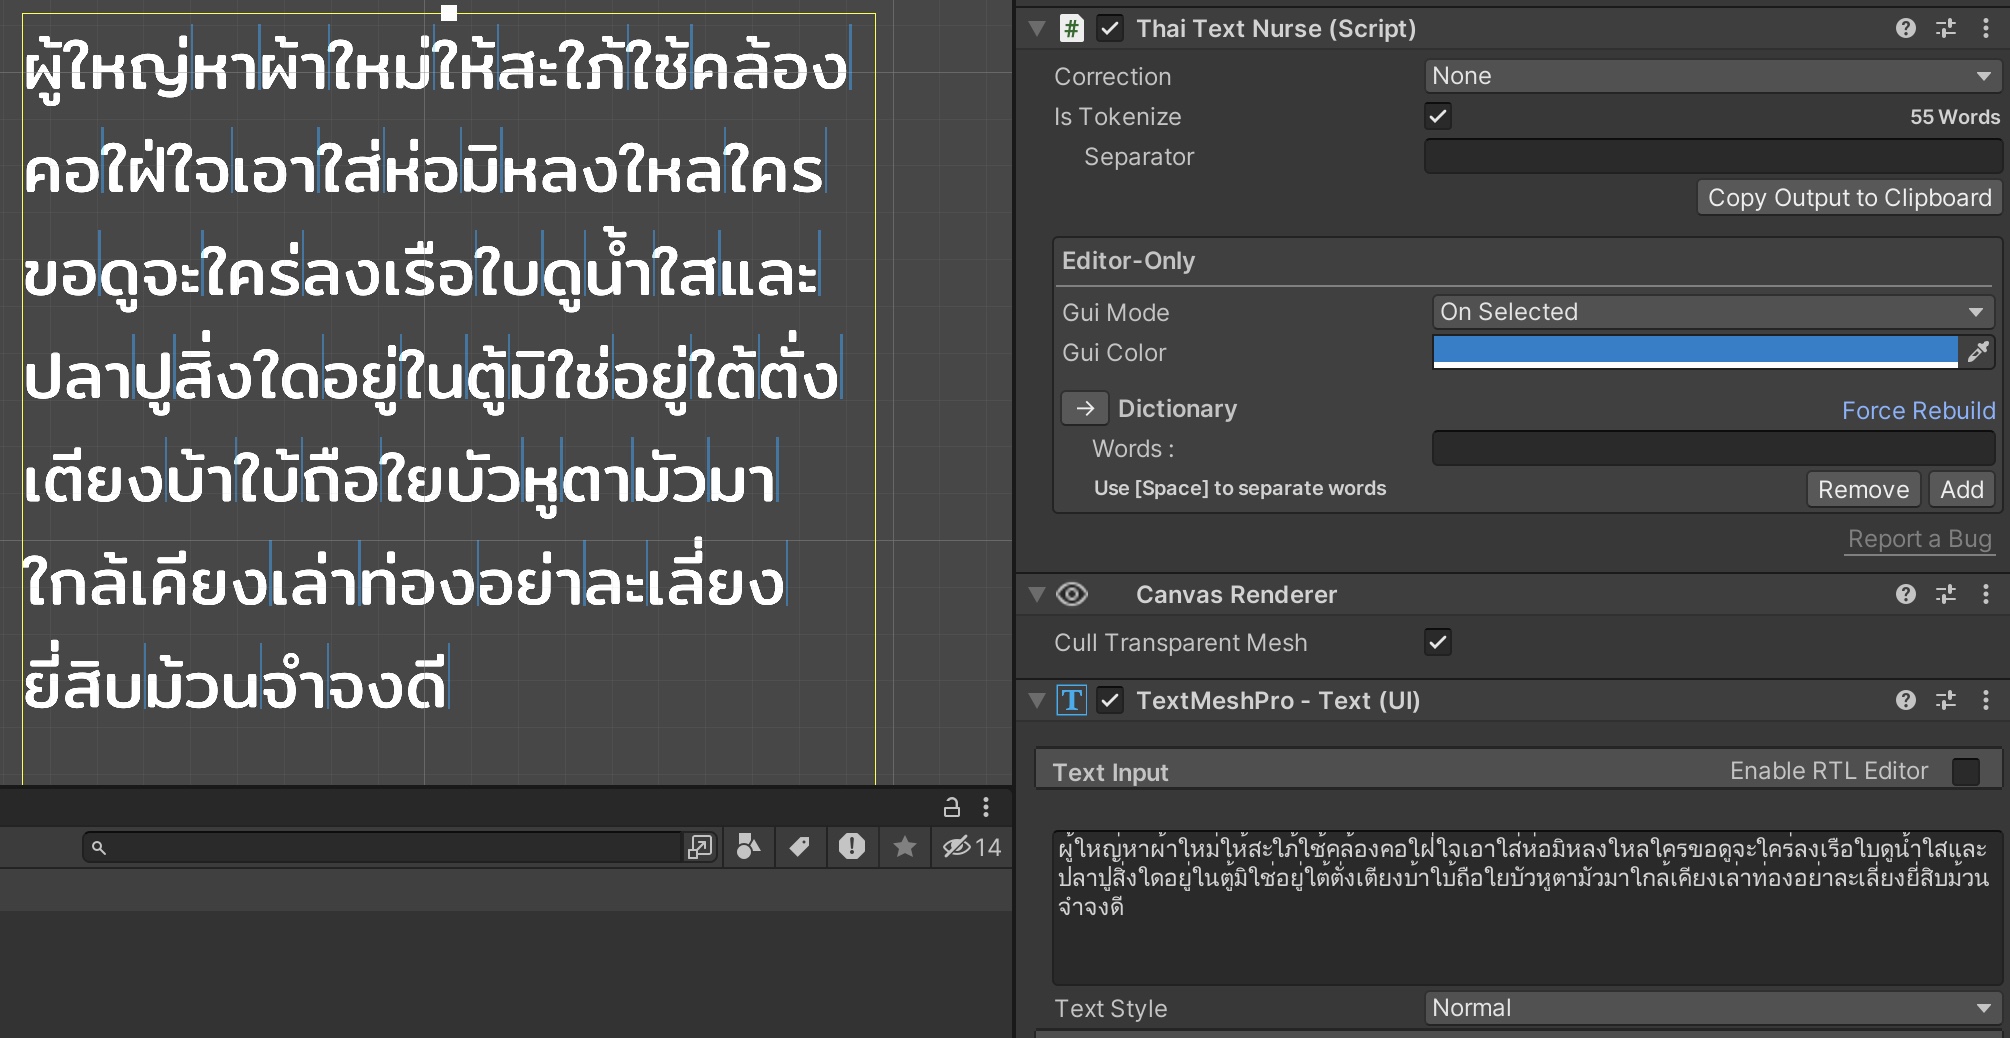 ผู้ใหญ่หาผ้าใหม่ให้สะใภ้ใช้คล้อง
คอใฝ่ใจเอาใส่ห่อมิหลงใหลใคร
ขอดูจะใคร่ลงเรือใบดูน้ำใสและ
ปลาปูสิ่งใดอยู่ในตู้มิใช่อยู่ใต้ตั่ง
เตียงบ้าใบ้ถือใยบัวหูตามัวมา
ใกล้เคียงเล่าท่องอย่าละเลี่ยง
ยี่สิบม้วนจำจงดี
14
Thai Text Nurse (Script)
Correction None
Is Tokenize 55 Words
Separator
Copy Output to Clipboard
Editor-Only
Gui Mode On Selected
Gui Color
→ Dictionary Force Rebuild
Words :
Use [Space] to separate words Remove Add
Report a Bug
Canvas Renderer
Cull Transparent Mesh
TextMeshPro - Text (UI)
Text Input Enable RTL Editor
ผู้ใหญ่หาผ้าใหม่ให้สะใภ้ใช้คล้องคอใฝ่ใจเอาใส่ห่อมิหลงใหลใครขอดูจะใคร่ลงเรือใบดูน้ำใสและ
ปลาปูสิ่งใดอยู่ในตู้มิใช่อยู่ใต้ตั่งเตียงบ้าใบ้ถือใยบัวหูตามัวมาใกล้เคียงเล่าท่องอย่าละเลี่ยงยี่สิบม้วน
จำจงดี
Text Style Normal